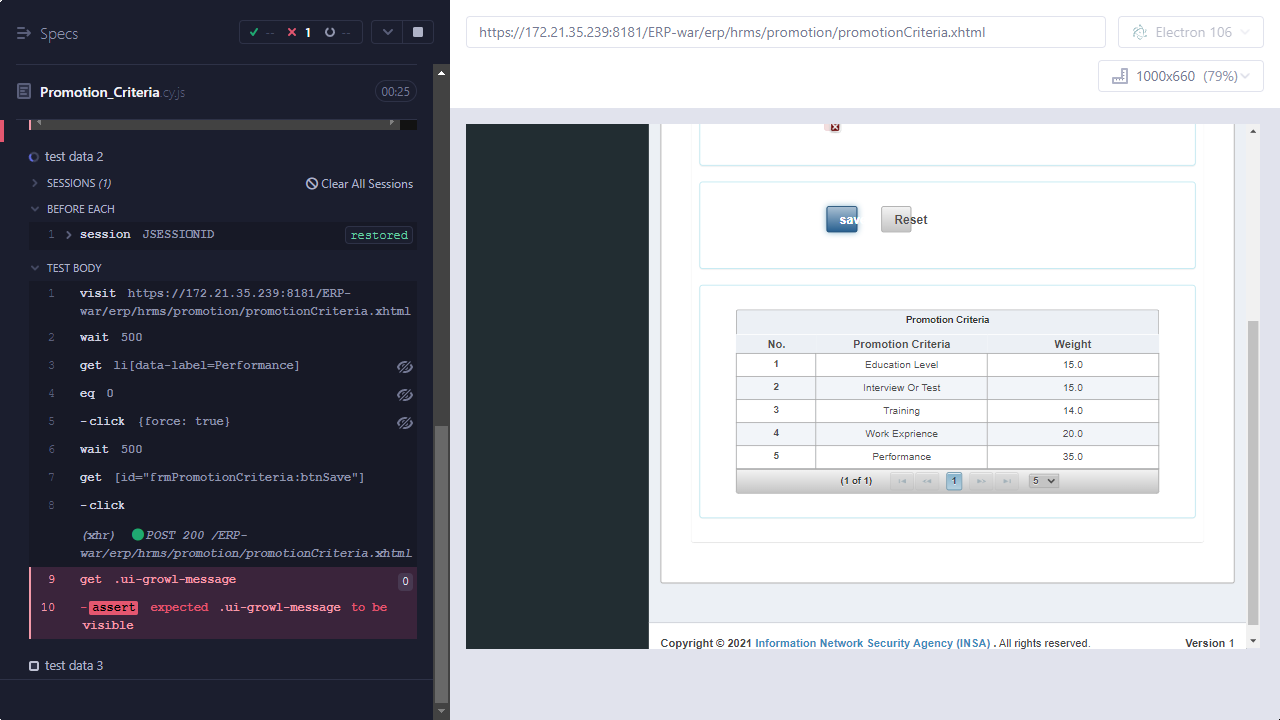 Specs
-- 1 --
Promotion_Criteria.cy.js
00:25
test data 2
SESSIONS (1)
Clear All Sessions
BEFORE EACH
1 session JSESSIONID restored
TEST BODY
1 visit https://172.21.35.239:8181/ERP-
war/erp/hrms/promotion/promotionCriteria.xhtml
2 wait 500
3 get li[data-label=Performance]
4 eq 0
5 -click {force: true}
6 wait 500
7 get [id="frmPromotionCriteria:btnSave"]
8 -click
(xhr) POST 200 /ERP-
war/erp/hrms/promotion/promotionCriteria.xhtml
9 get .ui-growl-message 0
10 -assert expected .ui-growl-message to be
visible
test data 3
https://172.21.35.239:8181/ERP-war/erp/hrms/promotion/promotionCriteria.xhtml
Electron 106
1000x660 (79%)
sav Reset
Promotion Criteria
No. Promotion Criteria Weight
1 Education Level 15.0
2 Interview Or Test 15.0
3 Training 14.0
4 Work Exprience 20.0
5 Performance 35.0
(1 of 1) 1 5
Copyright © 2021 Information Network Security Agency (INSA) . All rights reserved. Version 1